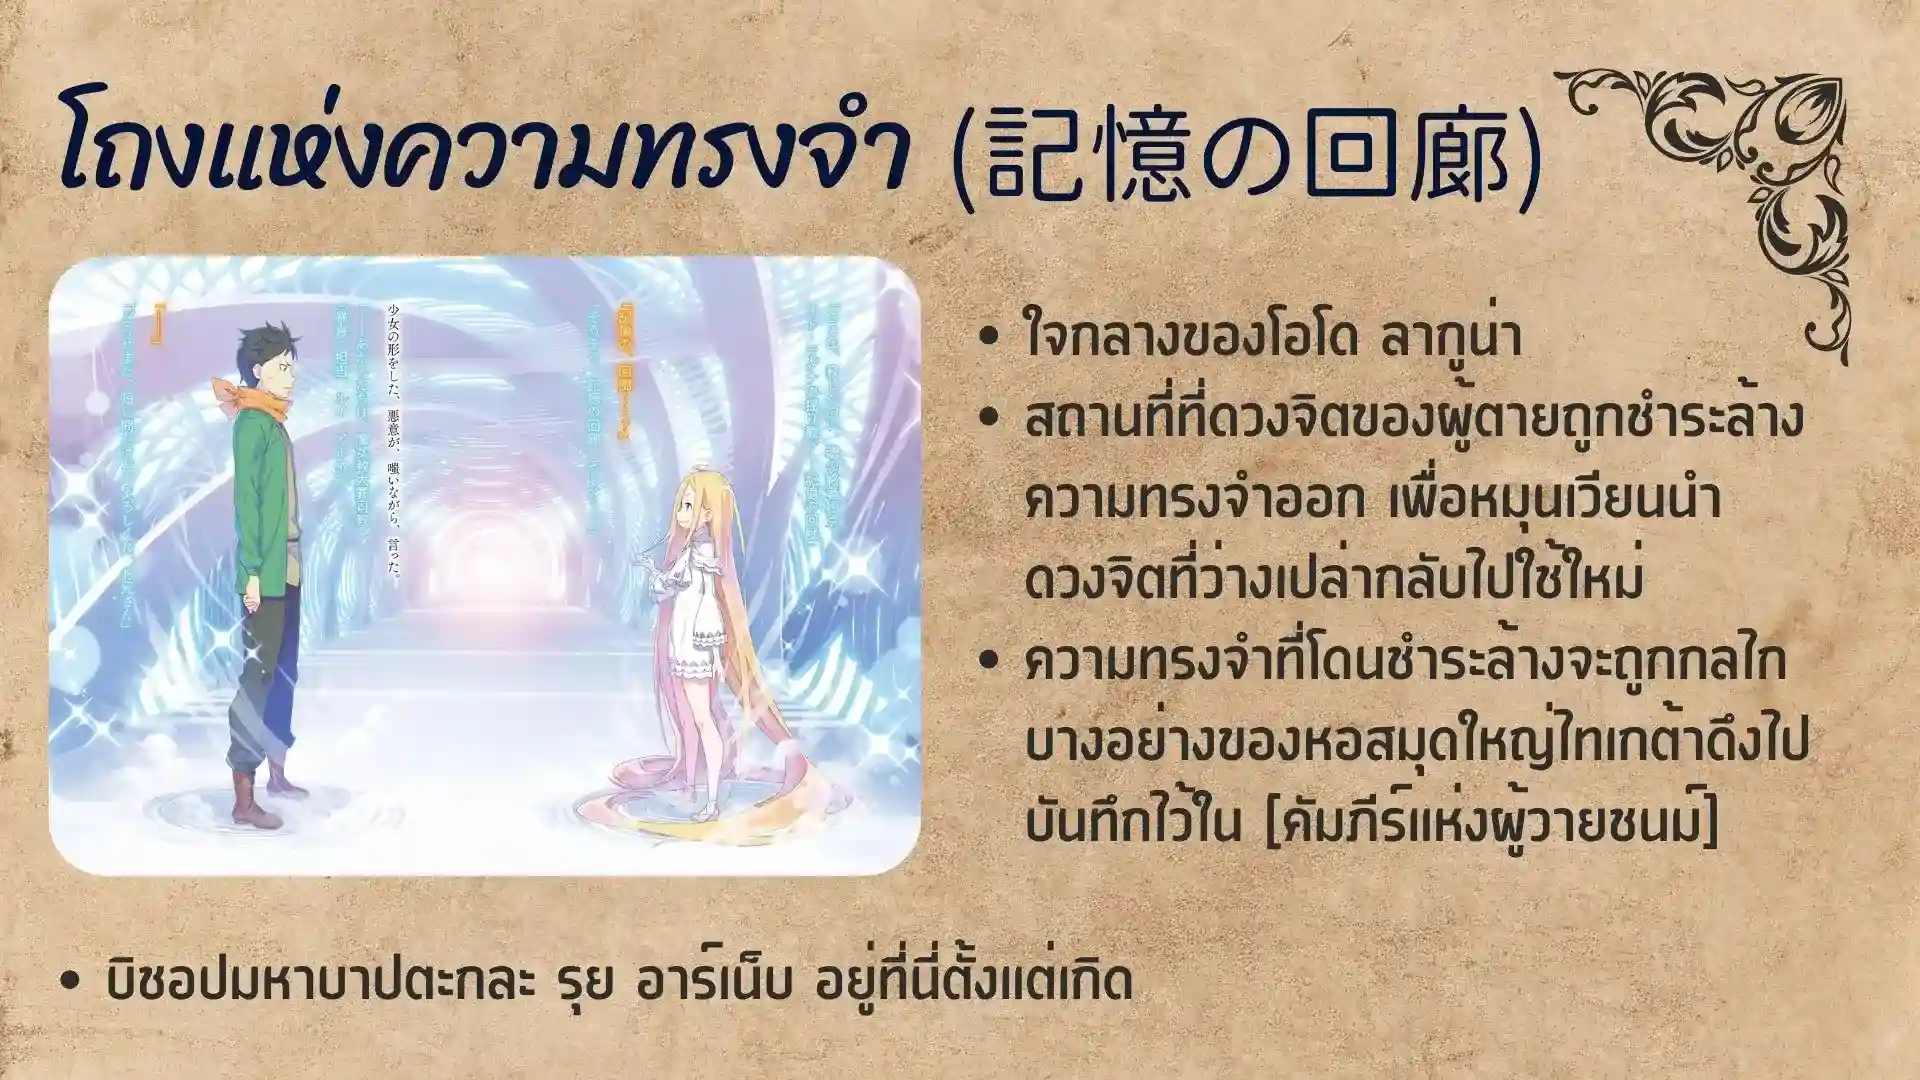 โถงแห่งความทรงจำ (記憶の回廊)
少女の形をした、悪意が、嗤いながら、言った。
• ใจกลางของโอโด ลากูน่า
• สถานที่ที่ดวงจิตของผู้ตายถูกชำระล้าง
ความทรงจำออก เพื่อหมุนเวียนนำ
ดวงจิตที่ว่างเปล่ากลับไปใช้ใหม่
• ความทรงจำที่โดนชำระล้างจะถูกกลไก
บางอย่างของหอสมุดใหญ่ไทเกต้าดึงไป
บันทึกไว้ใน [คัมภีร์แห่งผู้วายชนม์]
• บิชอปมหาบาปตะกละ รุย อาร์เน็บ อยู่ที่นี่ตั้งแต่เกิด